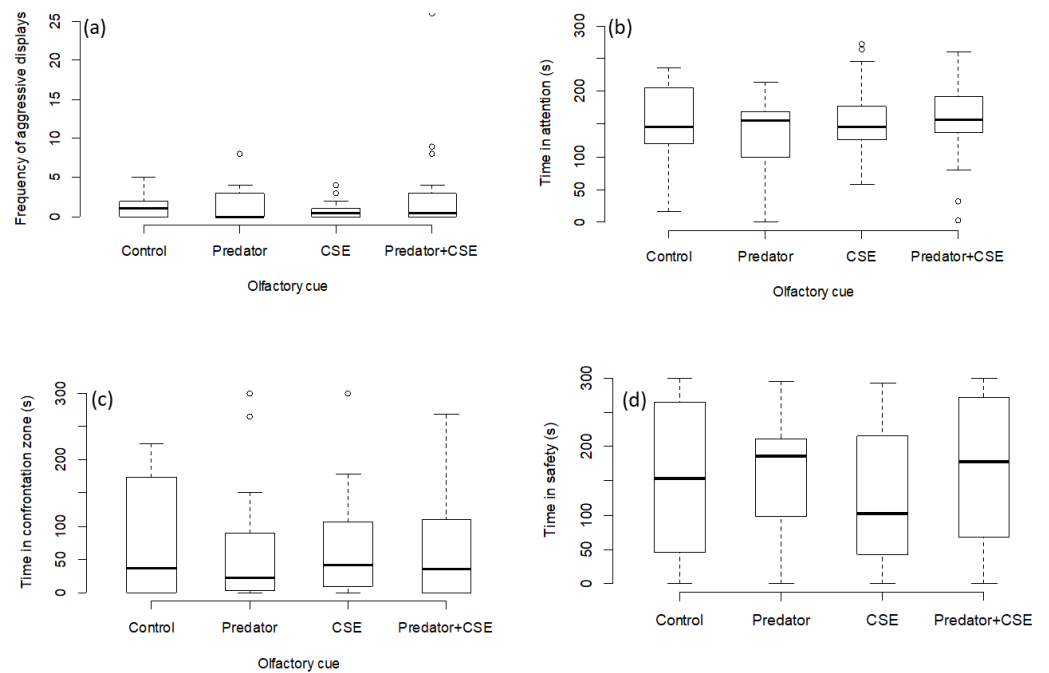 (a)
Frequency of aggressive displays
25
20
15
10
5
0
Control Predator CSE Predator+CSE
Olfactory cue
(b)
Time in attention (s)
300
200
150
100
50
0
Control Predator CSE Predator+CSE
Olfactory cue
(c)
Time in confrontation zone (s)
300
200
100
50
0
Control Predator CSE Predator+CSE
Olfactory cue
(d)
Time in safety (s)
300
200
100
50
0
Control Predator CSE Predator+CSE